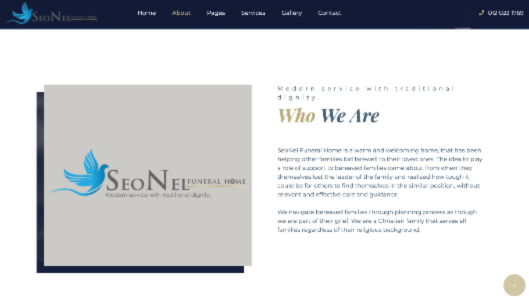 SEONEL FUNERAL HOME
Home About Pages Services Gallery Contact
012 023 1769
Modern service with traditional
dignity.
Who We Are
SEONEL FUNERAL HOME
Modern service with traditional dignity.
SeoNel Funeral Home is a warm and welcoming home, that has been
helping other families bid farewell to their loved ones. The idea to play
a role of support to bereaved families came about from when they
themselves lost the leader of the family and realised how tough it
could be for others to find themselves in the similar position, without
relevant and effective care and guidance.
We navigate bereaved families through planning process as though
we are part of their grief. We are a Christian family that serves all
families regardless of their religious background.